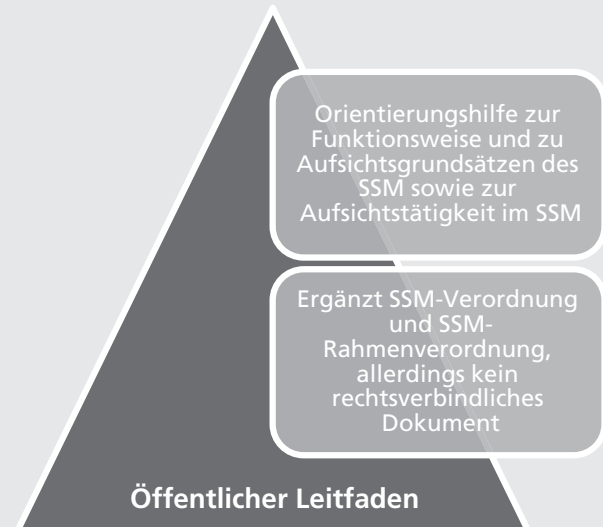 Orientierungshilfe zur
Funktionsweise und zu
Aufsichtsgrundsätzen des
SSM sowie zur
Aufsichtstätigkeit im SSM
Ergänzt SSM-Verordnung
und SSM-
Rahmenverordnung,
allerdings kein
rechtsverbindliches
Dokument
Öffentlicher Leitfaden